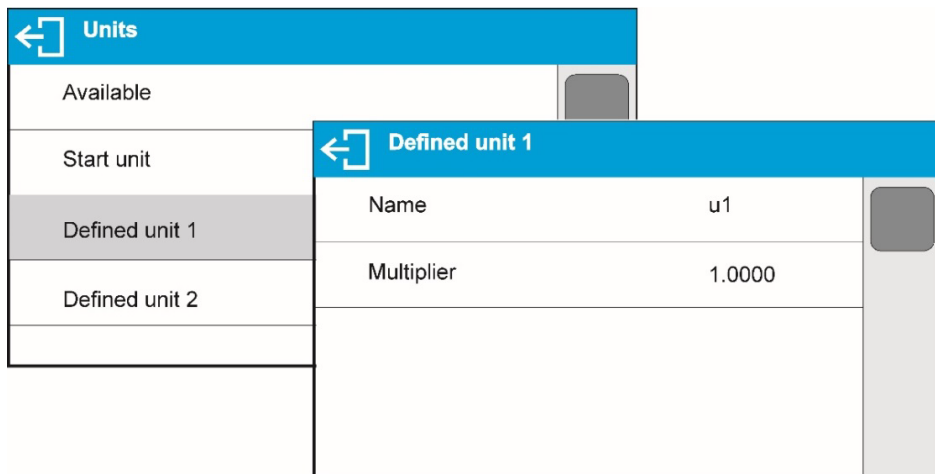 Units
Available
Start unit
Defined unit 1
Defined unit 2
Defined unit 1
Name u1
Multiplier 1.0000